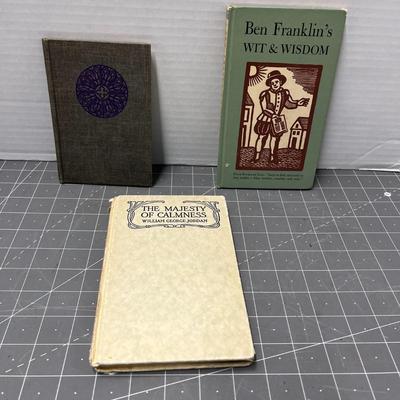 Ben Franklin's
WIT & WISDOM
THE MAJESTY
OF CALMNESS
WILLIAM GEORGE JORDAN